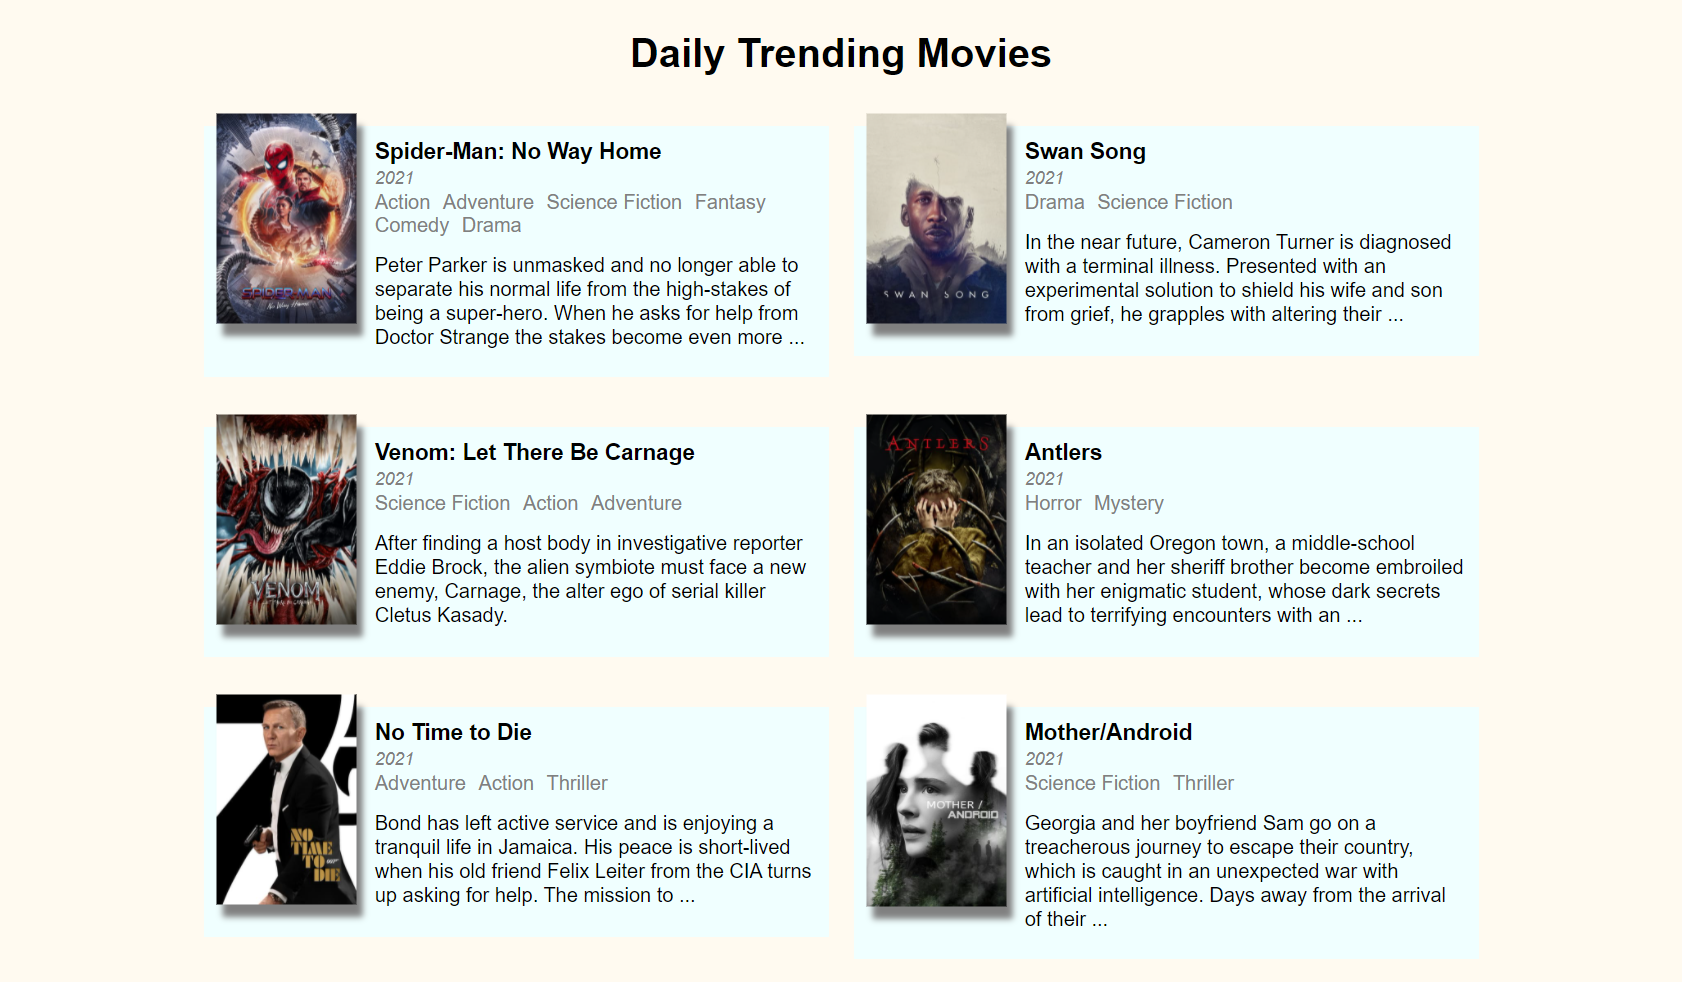 Daily Trending Movies
SPIDER-MAN
No Way Home
Spider-Man: No Way Home
2021
Action Adventure Science Fiction Fantasy
Comedy Drama
Peter Parker is unmasked and no longer able to
separate his normal life from the high-stakes of
being a super-hero. When he asks for help from
Doctor Strange the stakes become even more ...
SWAN SONG
Swan Song
2021
Drama Science Fiction
In the near future, Cameron Turner is diagnosed
with a terminal illness. Presented with an
experimental solution to shield his wife and son
from grief, he grapples with altering their ...
VENOM
Venom: Let There Be Carnage
2021
Science Fiction Action Adventure
After finding a host body in investigative reporter
Eddie Brock, the alien symbiote must face a new
enemy, Carnage, the alter ego of serial killer
Cletus Kasady.
ANTLERS
Antlers
2021
Horror Mystery
In an isolated Oregon town, a middle-school
teacher and her sheriff brother become embroiled
with her enigmatic student, whose dark secrets
lead to terrifying encounters with an ...
NO
TIME
TO
DIE
007
No Time to Die
2021
Adventure Action Thriller
Bond has left active service and is enjoying a
tranquil life in Jamaica. His peace is short-lived
when his old friend Felix Leiter from the CIA turns
up asking for help. The mission to ...
MOTHER /
ANDROID
Mother/Android
2021
Science Fiction Thriller
Georgia and her boyfriend Sam go on a
treacherous journey to escape their country,
which is caught in an unexpected war with
artificial intelligence. Days away from the arrival
of their ...